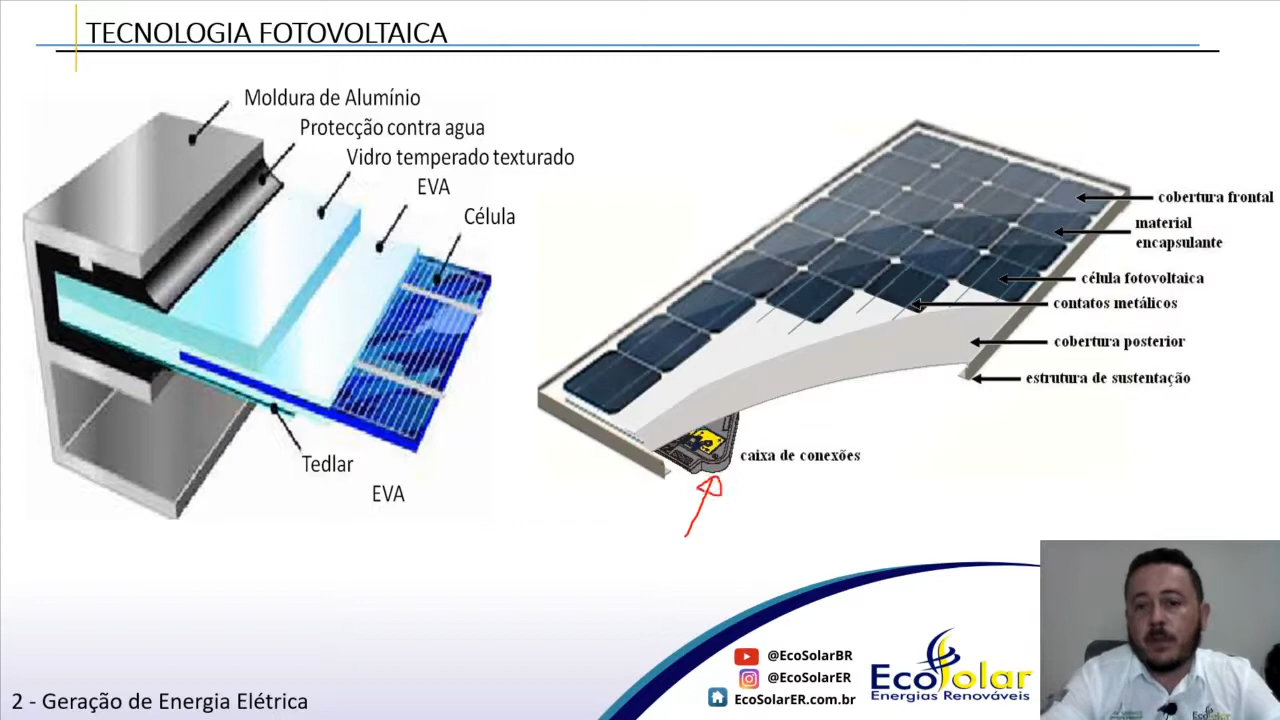 TECNOLOGIA FOTOVOLTAICA
Moldura de Alumínio
Protecção contra agua
Vidro temperado texturado
EVA
Célula
Tedlar
EVA
cobertura frontal
material
encapsulante
célula fotovoltaica
contatos metálicos
cobertura posterior
estrutura de sustentação
caixa de conexões
@EcoSolarBR
@EcoSolarER
EcoSolarER.com.br
EcoSolar
Energias Renováveis
2 - Geração de Energia Elétrica